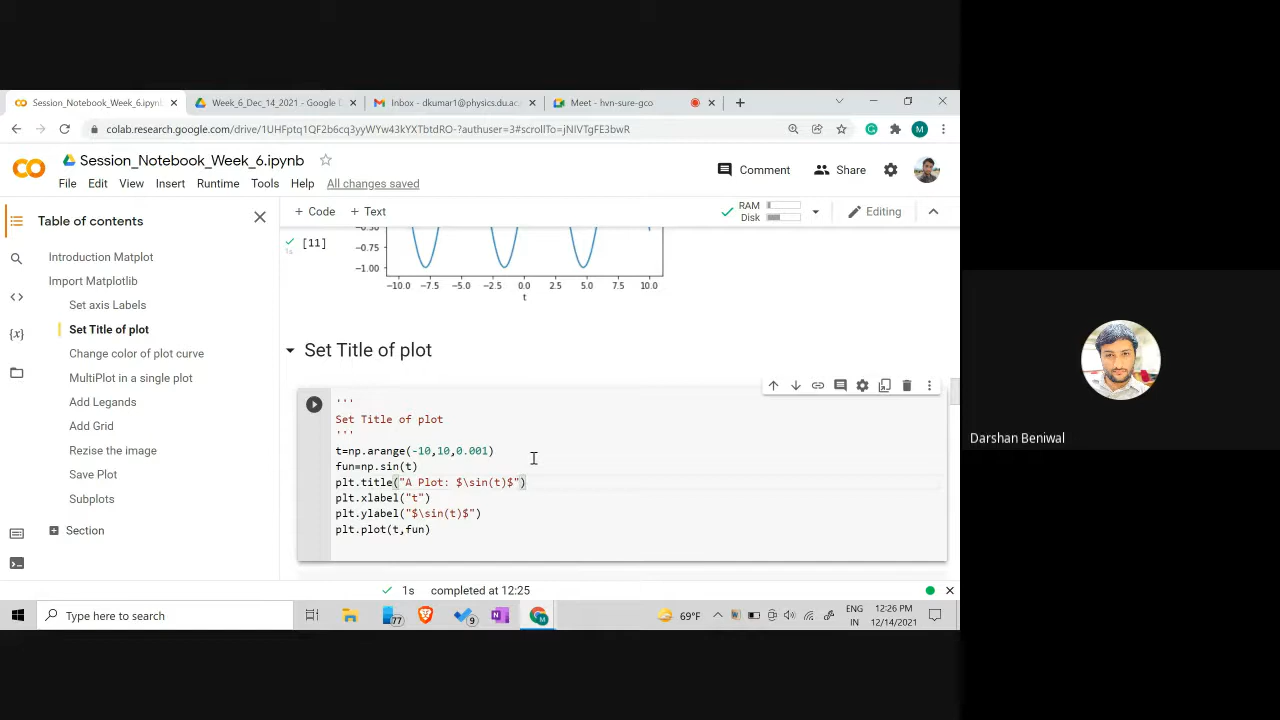 Session_Notebook_Week_6.ipynb
Week_6_Dec_14_2021 - Google D
Inbox - dkumar1@physics.du.ac
Meet - hvn-sure-gco
colab.research.google.com/drive/1UHFptq1QF2b6cq3yyWYw43kYXTbtdRO-?authuser=3#scrollTo=jNIVTgFE3bwR
M
Session_Notebook_Week_6.ipynb
Comment
Share
File Edit View Insert Runtime Tools Help All changes saved
Table of contents
+ Code + Text
RAM
Disk
Editing
Introduction Matplot
Import Matplotlib
Set axis Labels
Set Title of plot
Change color of plot curve
MultiPlot in a single plot
Add Legands
Add Grid
Rezise the image
Save Plot
Subplots
Section
[11]
1s
−0.50
−0.75
−1.00
−10.0 −7.5 −5.0 −2.5 0.0 2.5 5.0 7.5 10.0
t
Set Title of plot
'''
Set Title of plot
'''
t=np.arange(-10,10,0.001)
fun=np.sin(t)
plt.title("A Plot: $\sin(t)$")
plt.xlabel("t")
plt.ylabel("$\sin(t)$")
plt.plot(t,fun)
1s completed at 12:25
Type here to search
77
9
69°F
ENG
IN
12:26 PM
12/14/2021
Darshan Beniwal